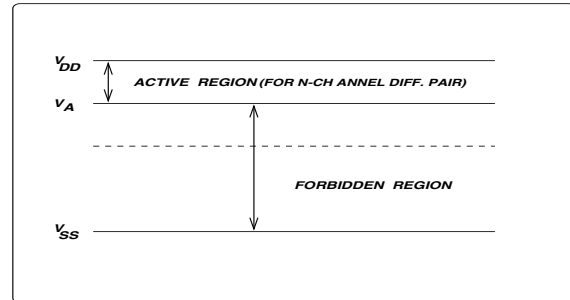 VDD
ACTIVE REGION (FOR N-CH ANNEL DIFF. PAIR)
VA
FORBIDDEN REGION
VSS